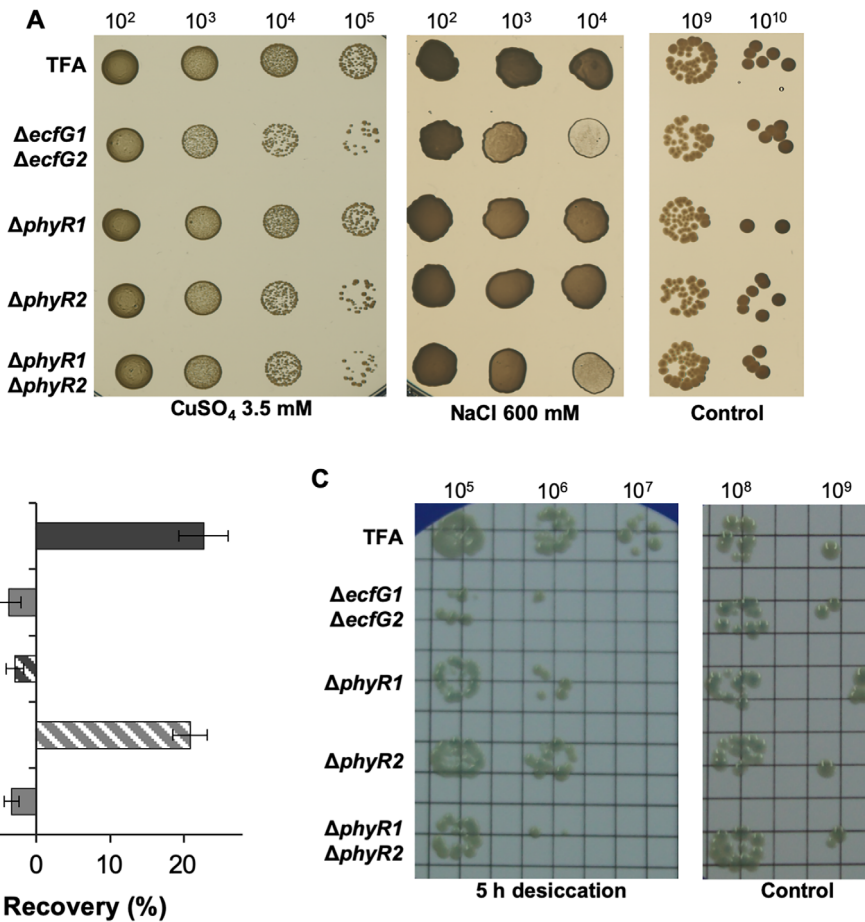 A
10² 10³ 10⁴ 10⁵ 10² 10³ 10⁴ 10⁹ 10¹⁰
TFA
ΔecfG1
ΔecfG2
ΔphyR1
ΔphyR2
ΔphyR1
ΔphyR2
CuSO₄ 3.5 mM NaCl 600 mM Control
0 10 20
Recovery (%)
C
10⁵ 10⁶ 10⁷ 10⁸ 10⁹
TFA
ΔecfG1
ΔecfG2
ΔphyR1
ΔphyR2
ΔphyR1
ΔphyR2
5 h desiccation Control